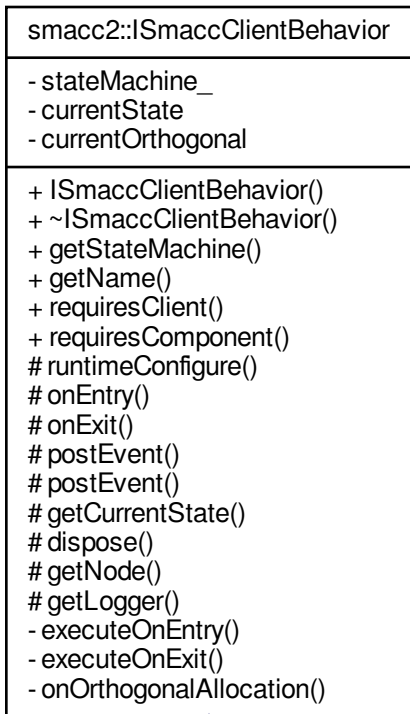 smacc2::ISmaccClientBehavior
- stateMachine_
- currentState
- currentOrthogonal
+ ISmaccClientBehavior()
+ ~ISmaccClientBehavior()
+ getStateMachine()
+ getName()
+ requiresClient()
+ requiresComponent()
# runtimeConfigure()
# onEntry()
# onExit()
# postEvent()
# postEvent()
# getCurrentState()
# dispose()
# getNode()
# getLogger()
- executeOnEntry()
- executeOnExit()
- onOrthogonalAllocation()